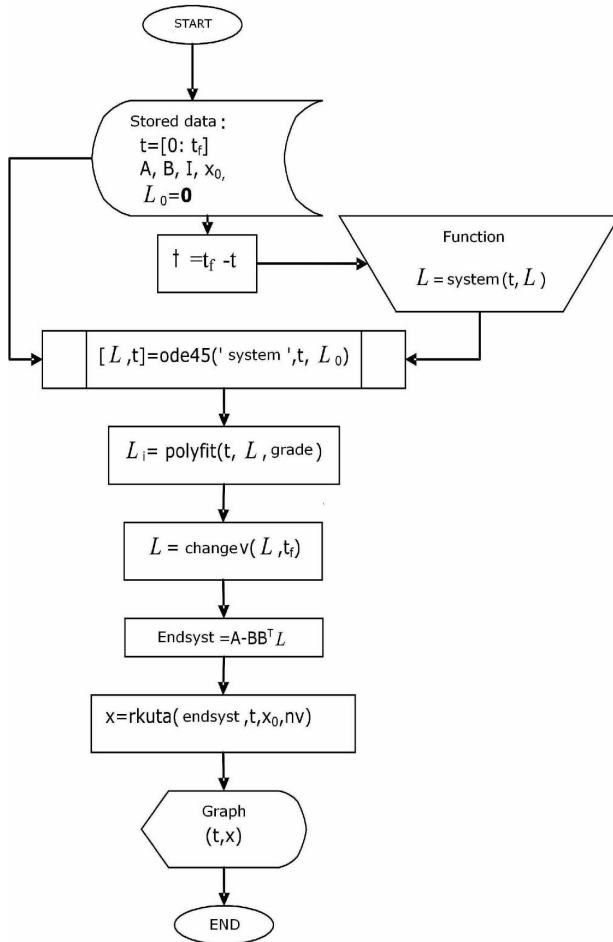 START
Stored data :
t=[0: t_f]
A, B, I, x_0,
L_0=0
† =t_f -t
Function
L = system(t, L)
[L ,t]=ode45(' system ',t, L_0)
L_i= polyfit(t, L , grade)
L = changev(L ,t_f)
Endsyst =A-BB^T L
x=rkuta( endsyst ,t,x_0,nv)
Graph
(t,x)
END